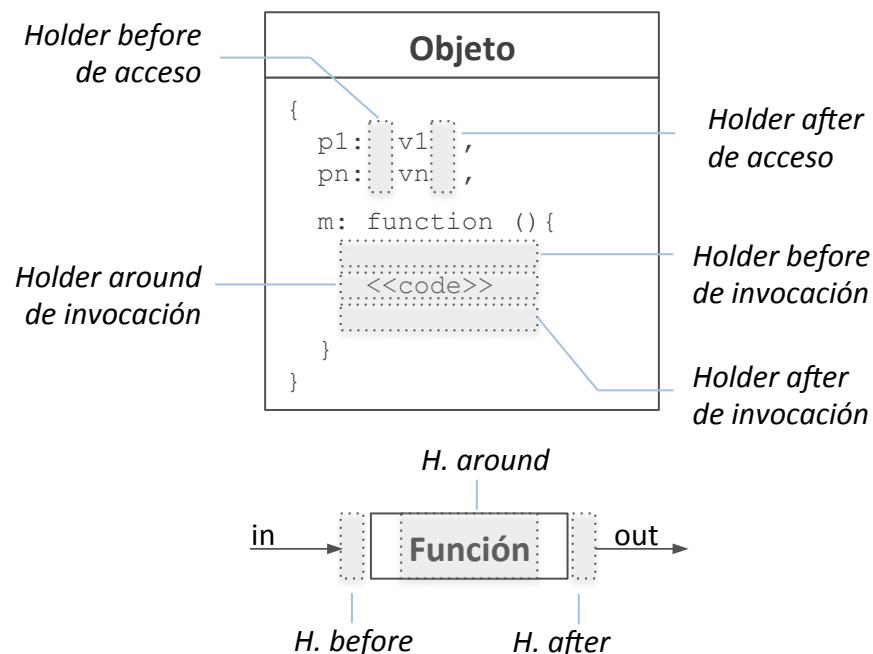 Holder before
de acceso
Objeto
{
p1: v1 ,
pn: vn ,
Holder after
de acceso
m: function (){
Holder before
de invocación
Holder around
de invocación
<<code>>
}
}
Holder after
de invocación
H. around
in
Función
out
H. before
H. after